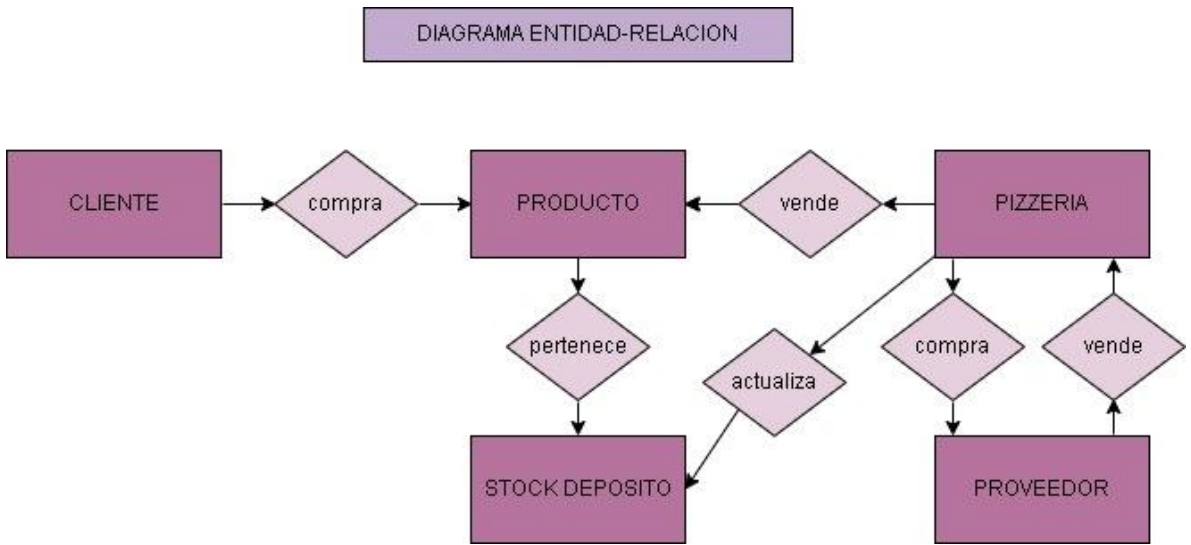 DIAGRAMA ENTIDAD-RELACION
CLIENTE
compra
PRODUCTO
vende
PIZZERIA
pertenece
actualiza
compra
vende
STOCK DEPOSITO
PROVEEDOR